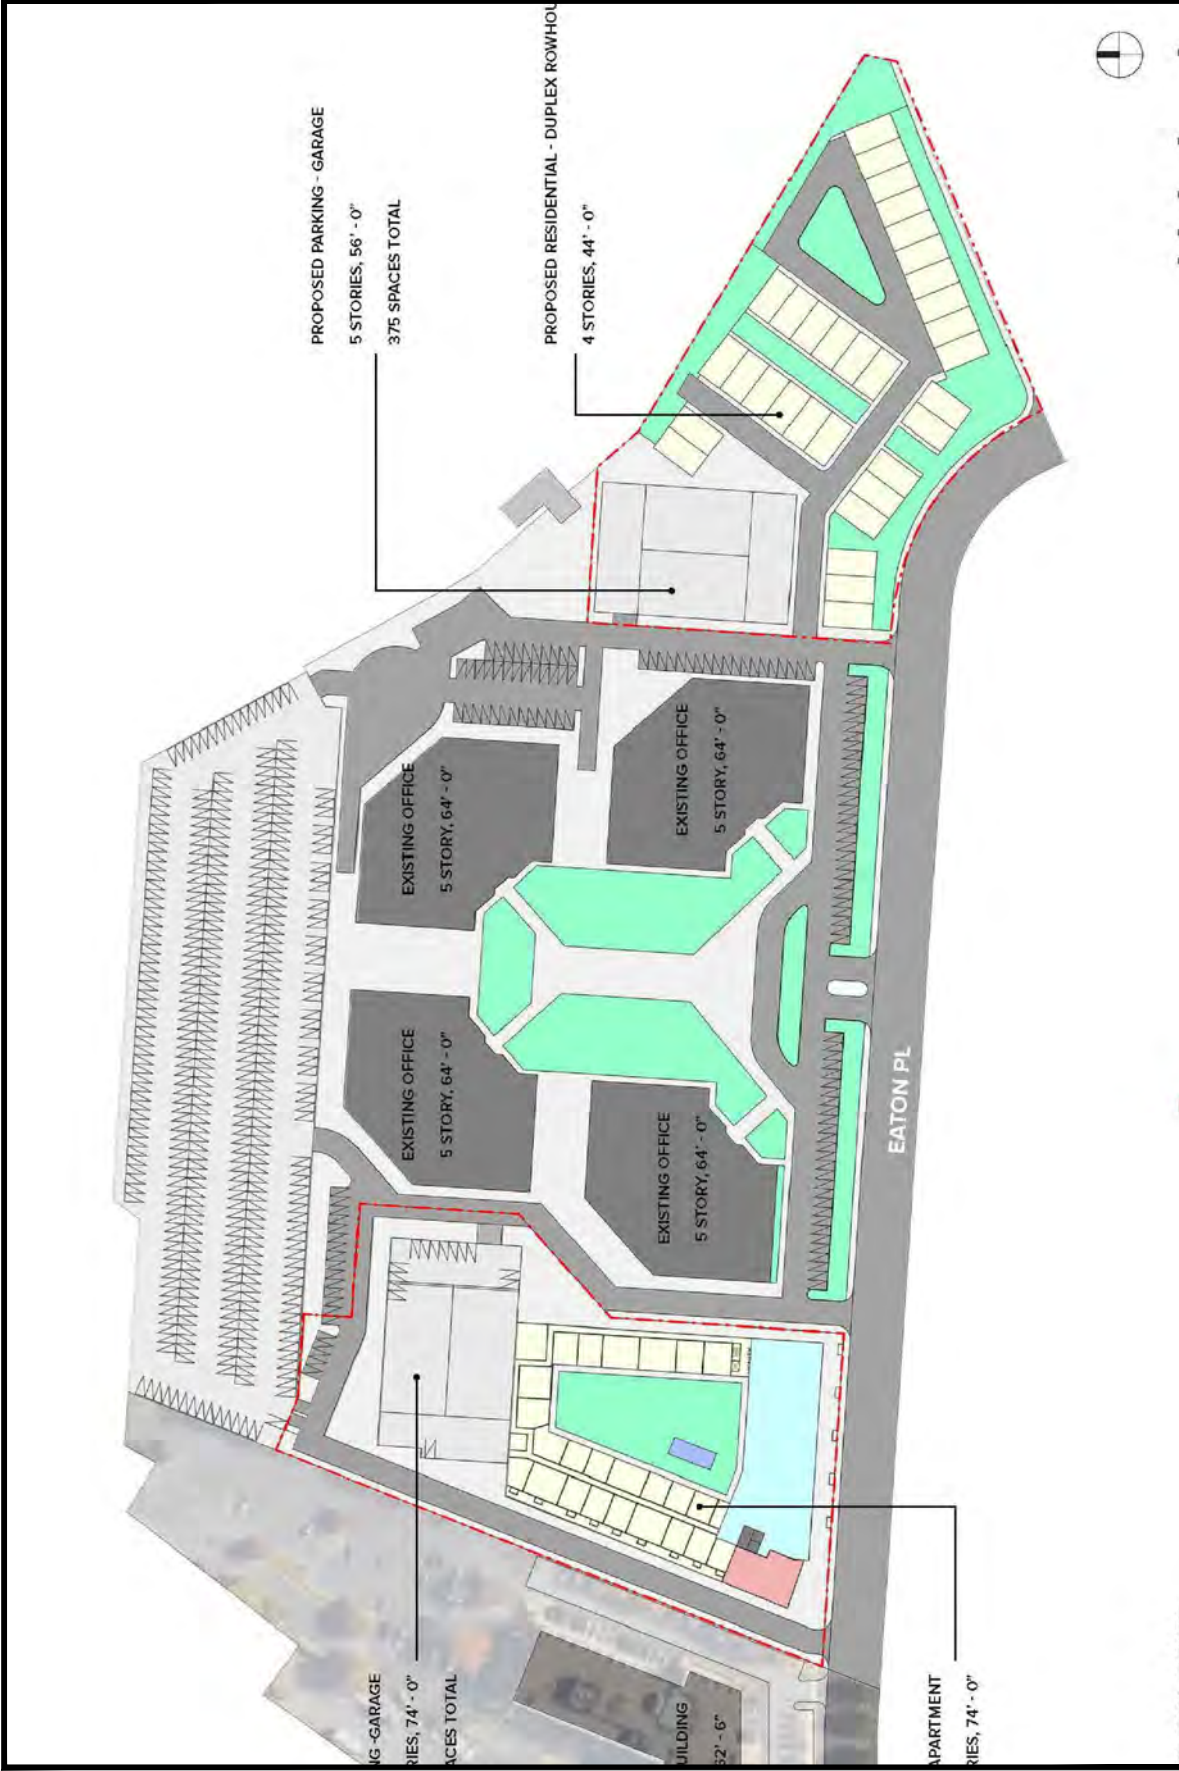 PROPOSED PARKING - GARAGE
5 STORIES, 56' - 0"
375 SPACES TOTAL
PROPOSED RESIDENTIAL - DUPLEX ROWHOU
4 STORIES, 44' - 0"
EXISTING OFFICE
5 STORY, 64' - 0"
EXISTING OFFICE
5 STORY, 64' - 0"
EXISTING OFFICE
5 STORY, 64' - 0"
EXISTING OFFICE
5 STORY, 64' - 0"
EATON PL
NG -GARAGE
RIES, 74' - 0"
ACES TOTAL
UILDING
62' - 6"
APARTMENT
RIES, 74' - 0"